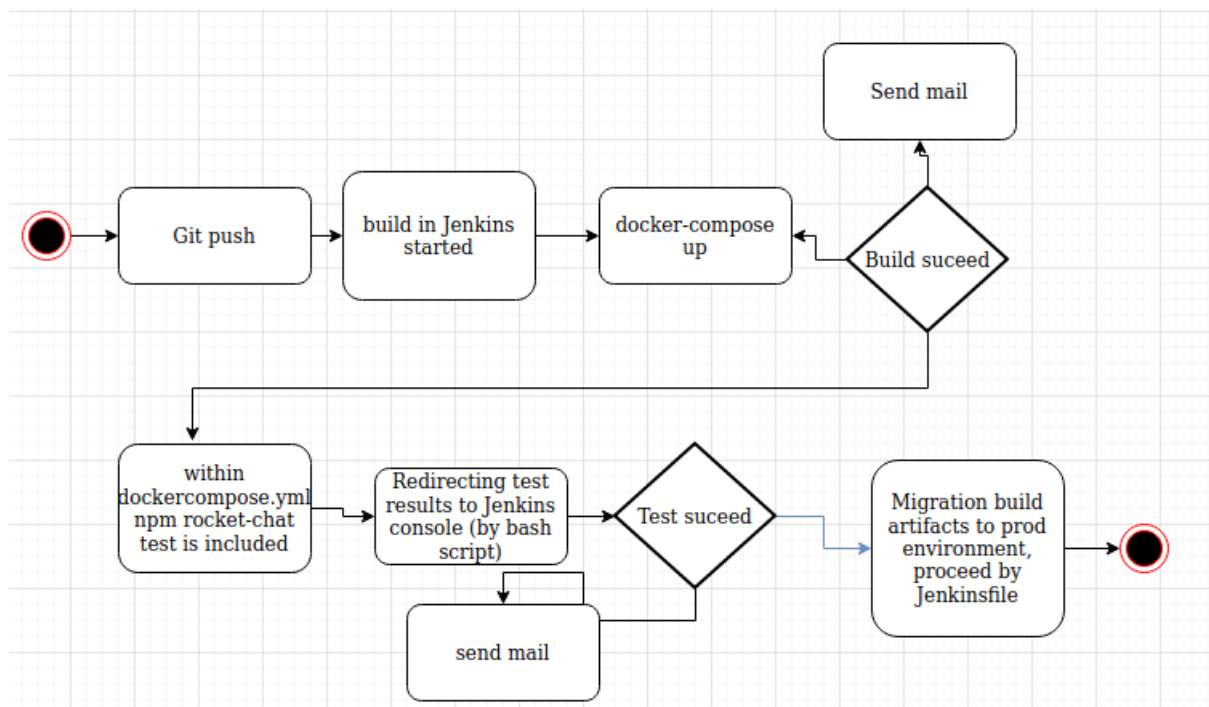 Send mail
Git push
build in Jenkins
started
docker-compose
up
Build suceed
within
dockercompose.yml
npm rocket-chat
test is included
Redirecting test
results to Jenkins
console (by bash
script)
Test suceed
Migration build
artifacts to prod
environment,
proceed by
Jenkinsfile
send mail